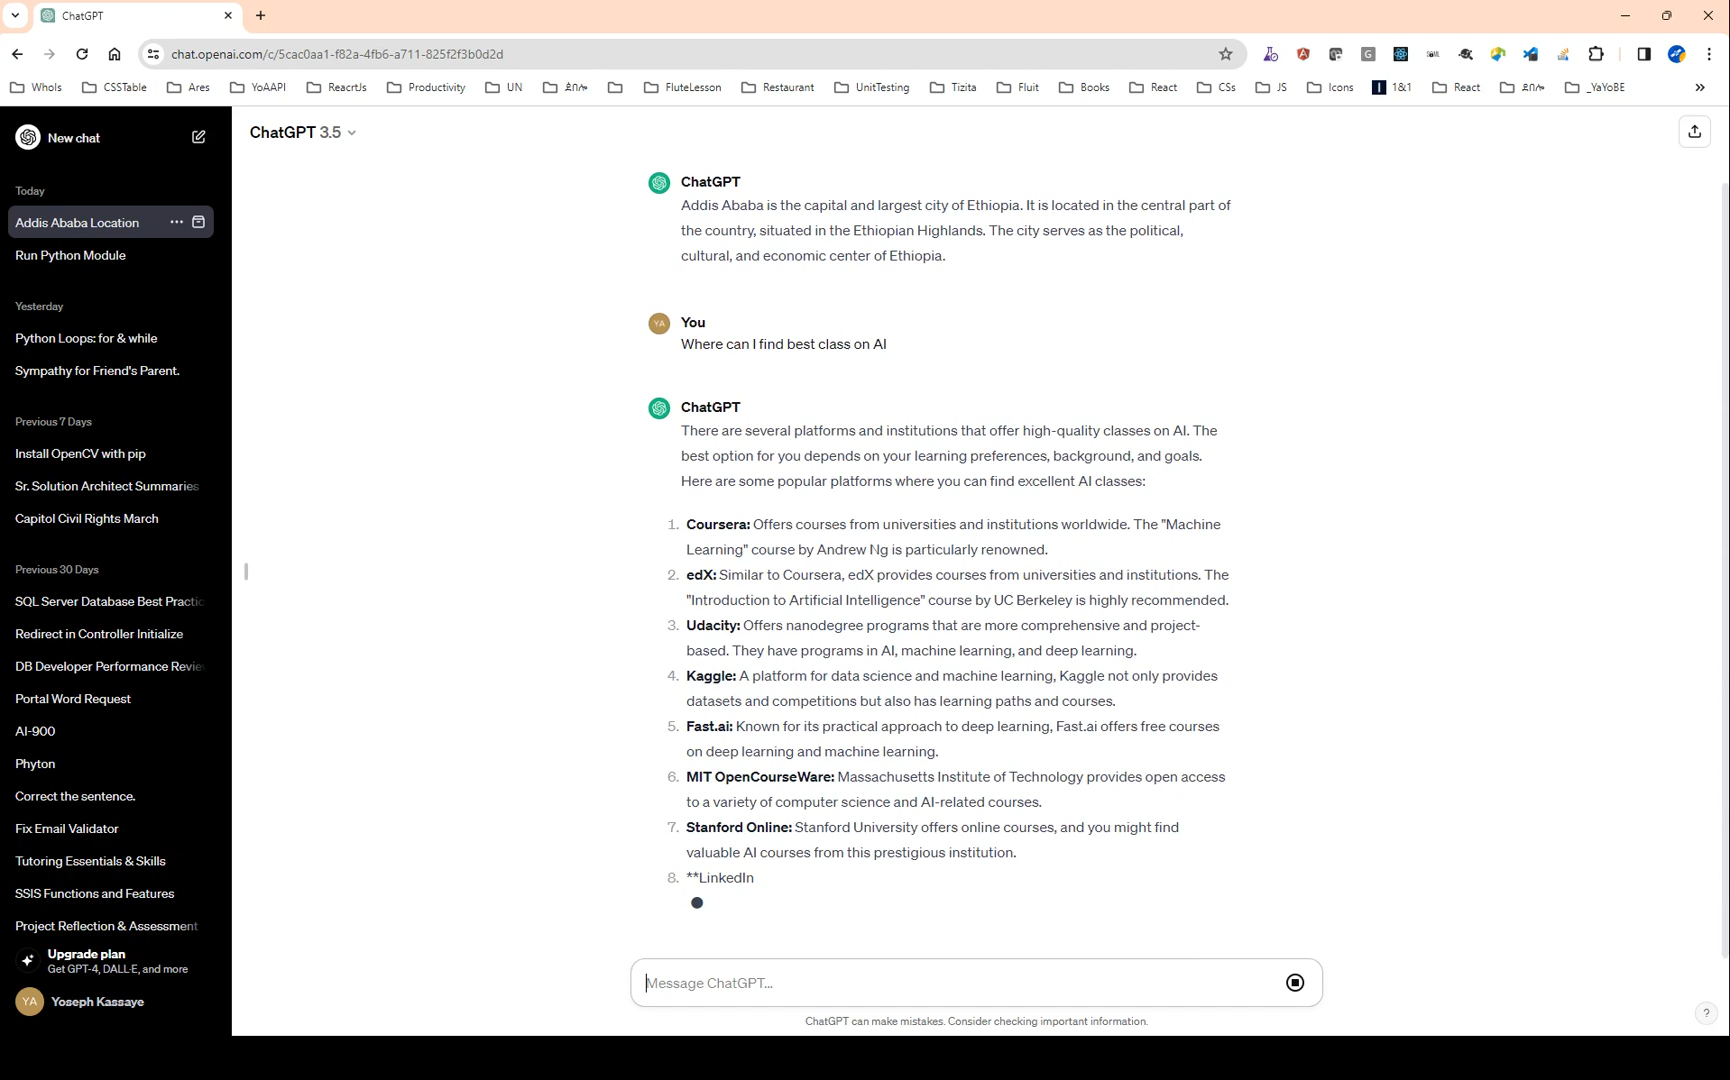 ChatGPT
chat.openai.com/c/5cac0aa1-f82a-4fb6-a711-825f2f3b0d2d
WhoIs
CSSTable
Ares
YoAAPI
ReacrtJs
Productivity
UN
FluteLesson
Restaurant
UnitTesting
Tizita
Fluit
Books
React
CSs
JS
Icons
1&1
React
_YaYoBE
New chat
Today
Addis Ababa Location
Run Python Module
Yesterday
Python Loops: for & while
Sympathy for Friend's Parent.
Previous 7 Days
Install OpenCV with pip
Sr. Solution Architect Summaries
Capitol Civil Rights March
Previous 30 Days
SQL Server Database Best Practic
Redirect in Controller Initialize
DB Developer Performance Revie
Portal Word Request
AI-900
Phyton
Correct the sentence.
Fix Email Validator
Tutoring Essentials & Skills
SSIS Functions and Features
Project Reflection & Assessment
Upgrade plan
Get GPT-4, DALL·E, and more
YA
Yoseph Kassaye
ChatGPT 3.5
ChatGPT
Addis Ababa is the capital and largest city of Ethiopia. It is located in the central part of
the country, situated in the Ethiopian Highlands. The city serves as the political,
cultural, and economic center of Ethiopia.
YA
You
Where can I find best class on AI
ChatGPT
There are several platforms and institutions that offer high-quality classes on AI. The
best option for you depends on your learning preferences, background, and goals.
Here are some popular platforms where you can find excellent AI classes:
1. Coursera: Offers courses from universities and institutions worldwide. The "Machine
Learning" course by Andrew Ng is particularly renowned.
2. edX: Similar to Coursera, edX provides courses from universities and institutions. The
"Introduction to Artificial Intelligence" course by UC Berkeley is highly recommended.
3. Udacity: Offers nanodegree programs that are more comprehensive and project-
based. They have programs in AI, machine learning, and deep learning.
4. Kaggle: A platform for data science and machine learning, Kaggle not only provides
datasets and competitions but also has learning paths and courses.
5. Fast.ai: Known for its practical approach to deep learning, Fast.ai offers free courses
on deep learning and machine learning.
6. MIT OpenCourseWare: Massachusetts Institute of Technology provides open access
to a variety of computer science and AI-related courses.
7. Stanford Online: Stanford University offers online courses, and you might find
valuable AI courses from this prestigious institution.
8. **LinkedIn
Message ChatGPT...
ChatGPT can make mistakes. Consider checking important information.
?